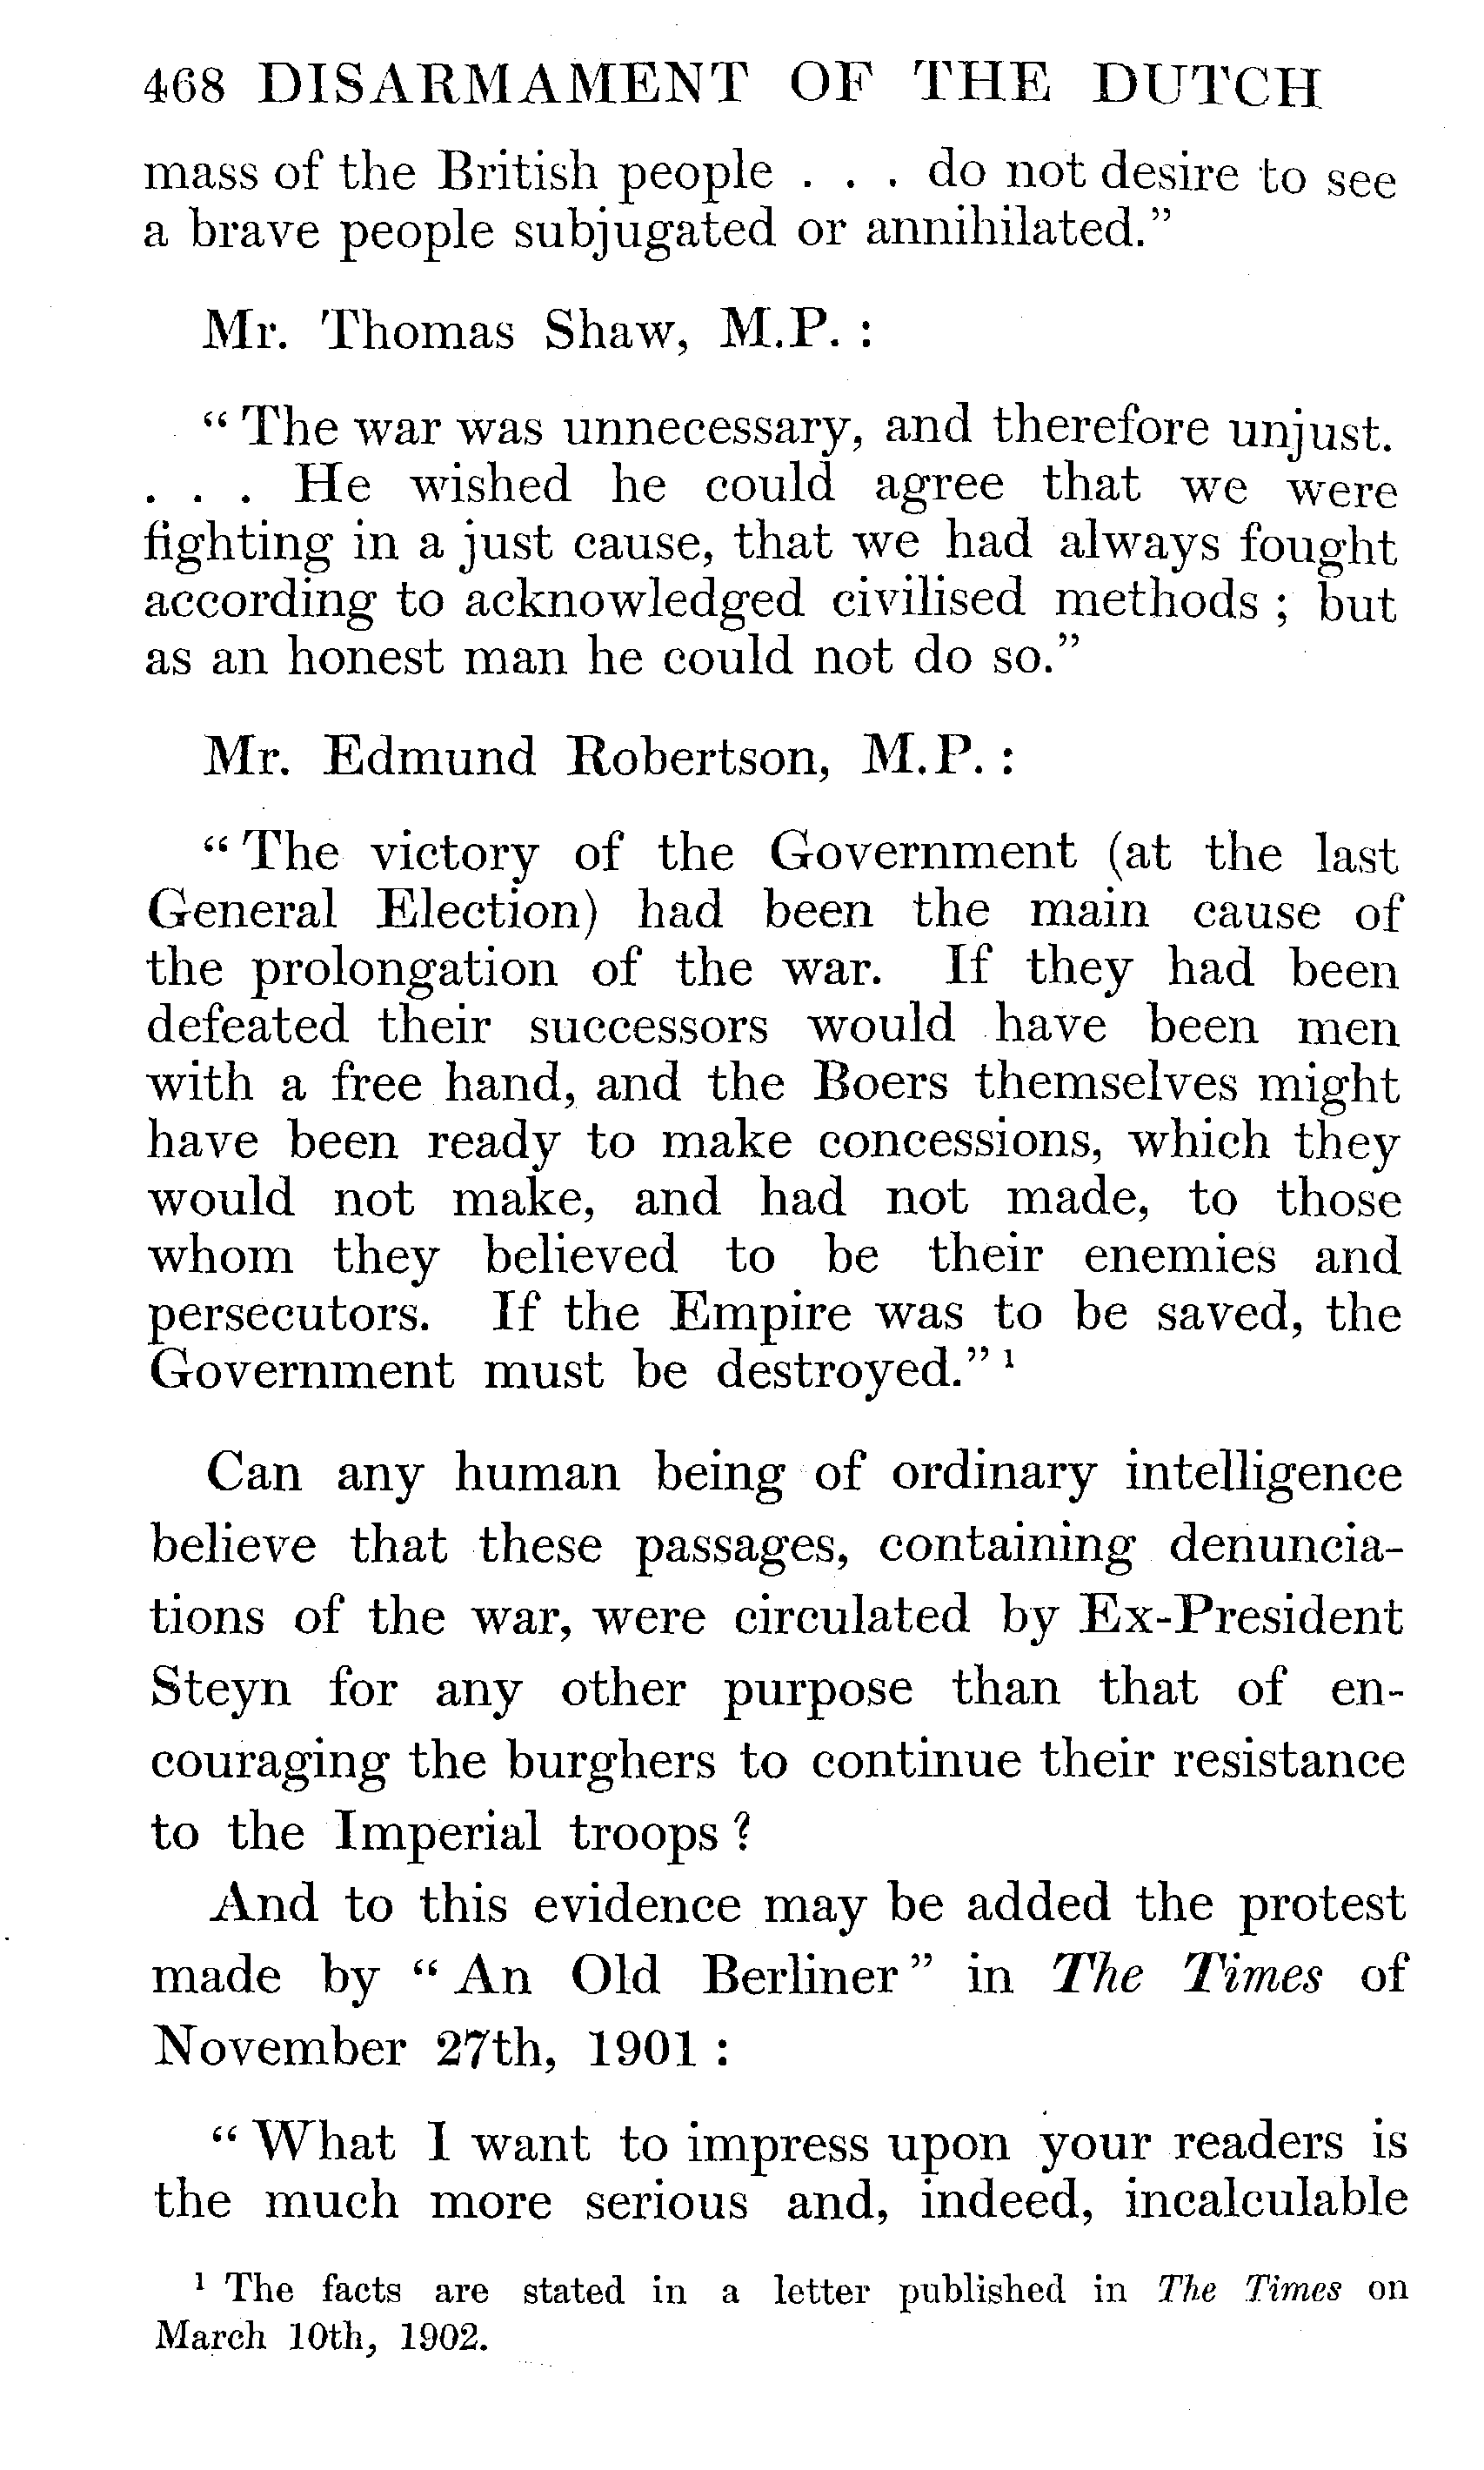 468 DISARMAMENT OF THE DUTCH
mass of the British people . . . do not desire to see
a brave people subjugated or annihilated.”
Mr. Thomas Shaw, M.P. :
“ The war was unnecessary, and therefore unjust.
. . . He wished he could agree that we were
fighting in a just cause, that we had always fought
according to acknowledged civilised methods ; but
as an honest man he could not do so.”
Mr. Edmund Robertson, M.P. :
“ The victory of the Government (at the last
General Election) had been the main cause of
the prolongation of the war. If they had been
defeated their successors would have been men
with a free hand, and the Boers themselves might
have been ready to make concessions, which they
would not make, and had not made, to those
whom they believed to be their enemies and
persecutors. If the Empire was to be saved, the
Government must be destroyed.” ¹
Can any human being of ordinary intelligence
believe that these passages, containing denuncia-
tions of the war, were circulated by Ex-President
Steyn for any other purpose than that of en-
couraging the burghers to continue their resistance
to the Imperial troops ?
And to this evidence may be added the protest
made by “ An Old Berliner ” in The Times of
November 27th, 1901 :
“ What I want to impress upon your readers is
the much more serious and, indeed, incalculable
¹ The facts are stated in a letter published in The Times on
March 10th, 1902.